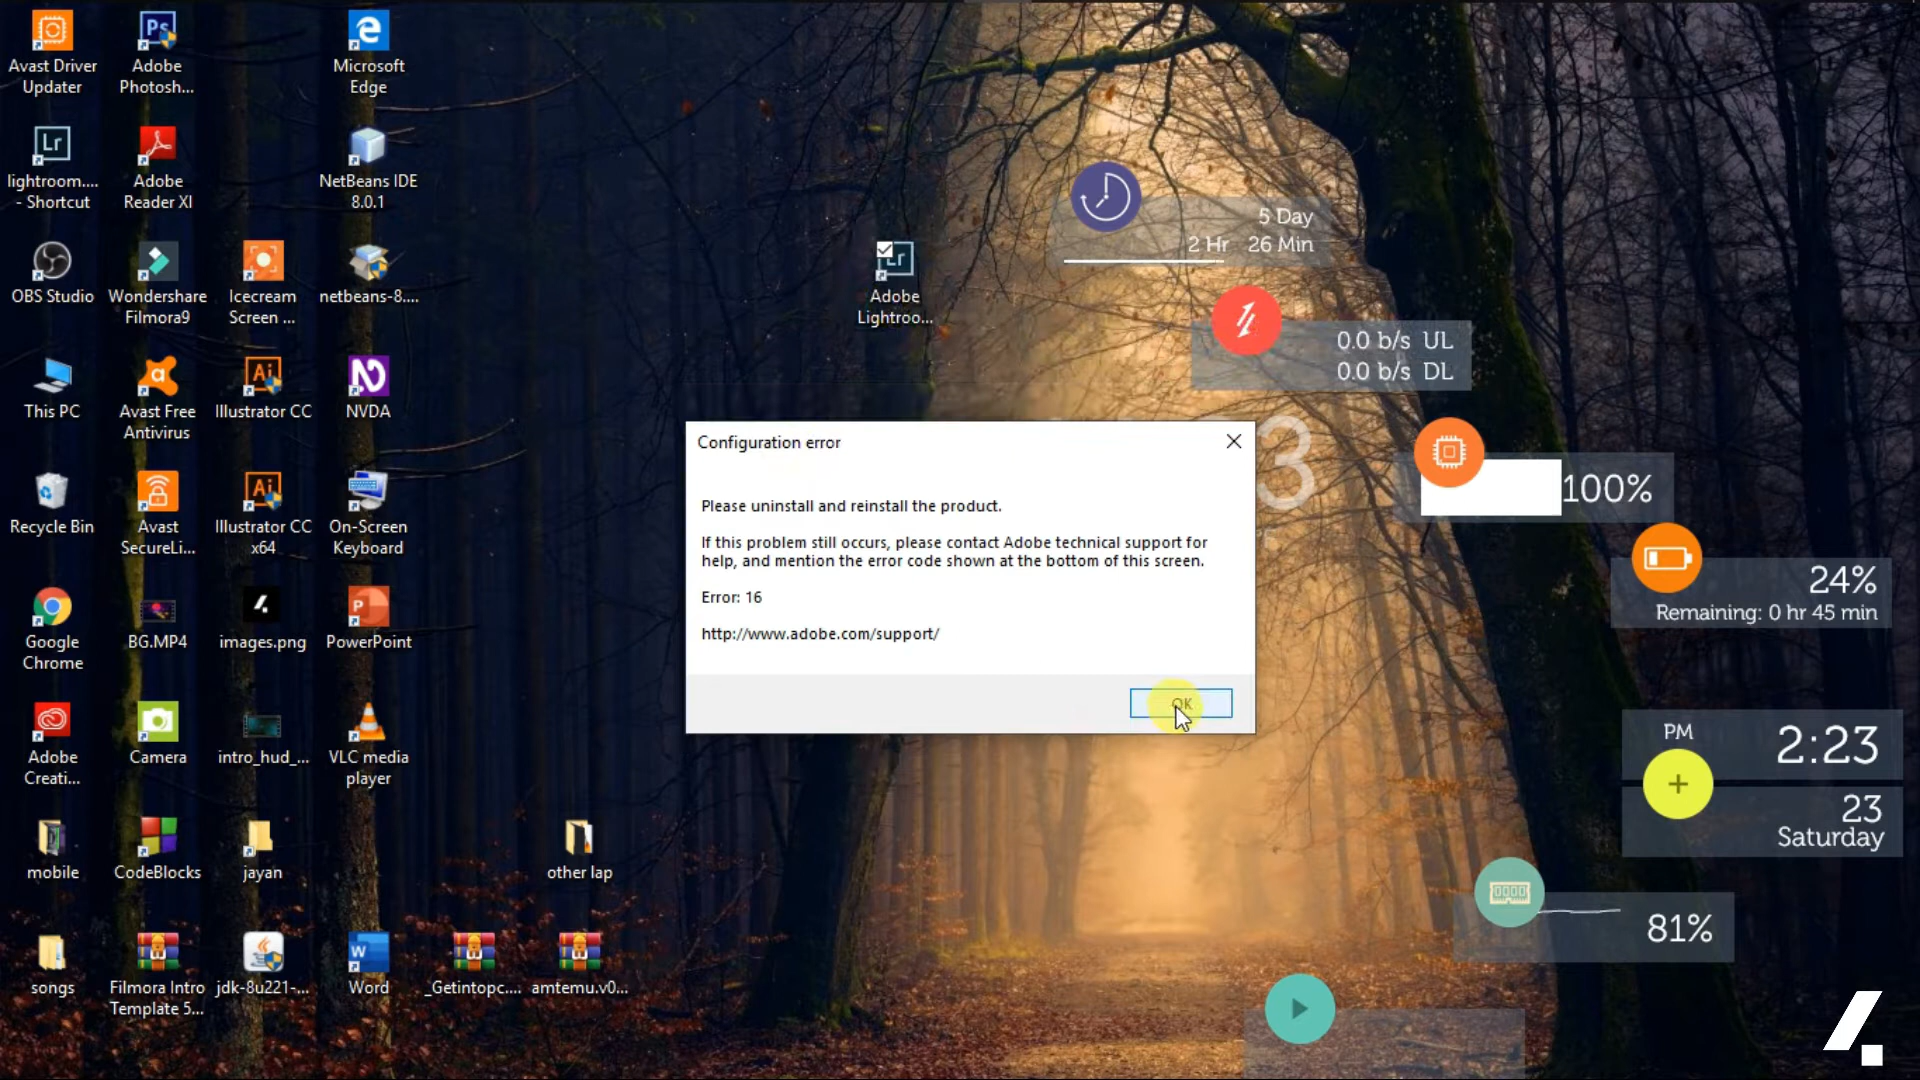 Avast Driver
Updater
Adobe
Photosh...
Microsoft
Edge
lightroom....
- Shortcut
Adobe
Reader XI
NetBeans IDE
8.0.1
OBS Studio
Wondershare
Filmora9
Icecream
Screen ...
netbeans-8....
Adobe
Lightroo...
5 Day
2 Hr 26 Min
0.0 b/s UL
0.0 b/s DL
This PC
Avast Free
Antivirus
Illustrator CC
NVDA
Configuration error
Please uninstall and reinstall the product.
If this problem still occurs, please contact Adobe technical support for
help, and mention the error code shown at the bottom of this screen.
Error: 16
http://www.adobe.com/support/
OK
3
100%
24%
Remaining: 0 hr 45 min
Recycle Bin
Avast
SecureLi...
Illustrator CC
x64
On-Screen
Keyboard
Google
Chrome
BG.MP4
images.png
PowerPoint
Adobe
Creati...
Camera
intro_hud_...
VLC media
player
PM
2:23
23
Saturday
mobile
CodeBlocks
jayan
other lap
81%
songs
Filmora Intro
Template 5...
jdk-8u221-...
Word
_Getintopc....
amtemu.v0...